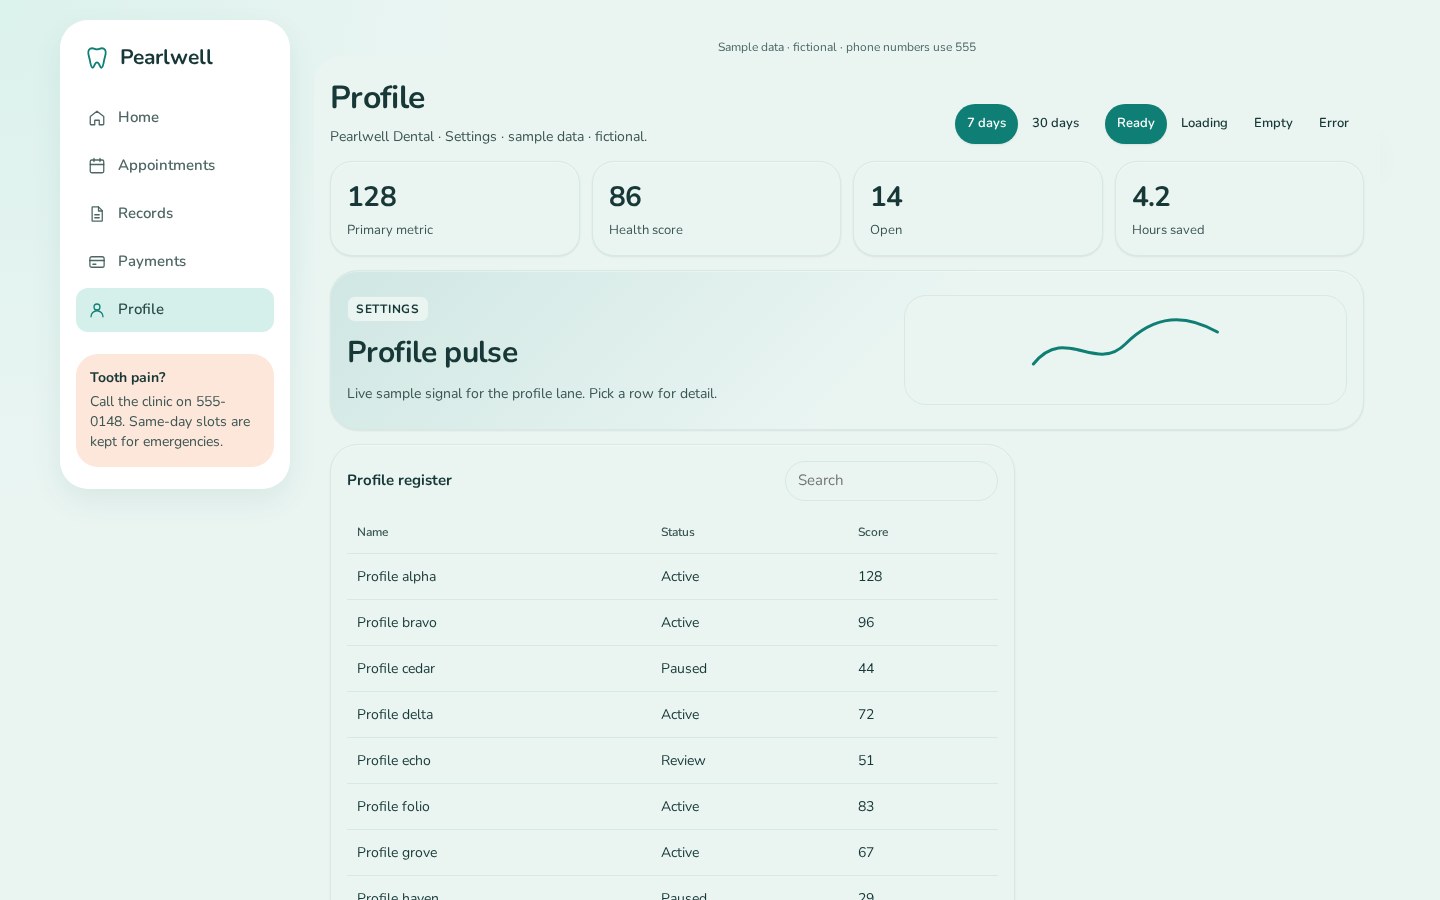 Pearlwell
Home
Appointments
Records
Payments
Profile
Tooth pain?
Call the clinic on 555-
0148. Same-day slots are
kept for emergencies.
Sample data · fictional · phone numbers use 555
Profile
Pearlwell Dental · Settings · sample data · fictional.
7 days 30 days Ready Loading Empty Error
128
Primary metric
86
Health score
14
Open
4.2
Hours saved
SETTINGS
Profile pulse
Live sample signal for the profile lane. Pick a row for detail.
Profile register
Search
Name Status Score
Profile alpha Active 128
Profile bravo Active 96
Profile cedar Paused 44
Profile delta Active 72
Profile echo Review 51
Profile folio Active 83
Profile grove Active 67
Profile haven Paused 29